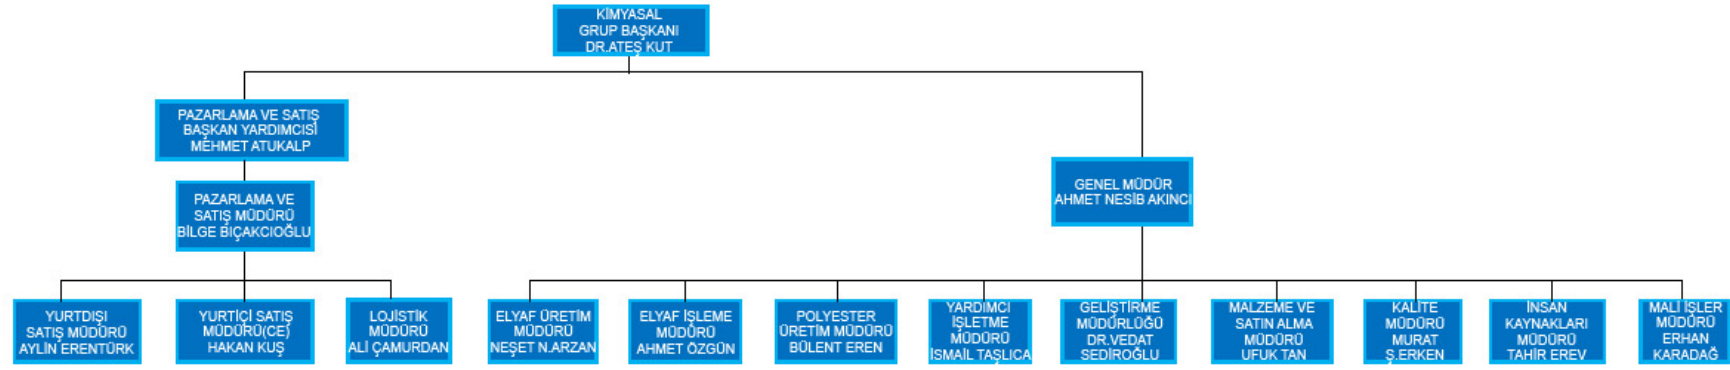 KİMYASAL
GRUP BAŞKANI
DR.ATEŞ KUT
PAZARLAMA VE SATIŞ
BAŞKAN YARDIMCISI
MEHMET ATUKALP
PAZARLAMA VE
SATIŞ MÜDÜRÜ
BİLGE BIÇAKCIOĞLU
GENEL MÜDÜR
AHMET NESİB AKINCI
YURTDIŞI
SATIŞ MÜDÜRÜ
AYLİN ERENTÜRK
YURTİÇİ SATIŞ
MÜDÜRÜ(CE)
HAKAN KUŞ
LOJİSTİK
MÜDÜRÜ
ALİ ÇAMURDAN
ELYAF ÜRETİM
MÜDÜRÜ
NEŞET N.ARZAN
ELYAF İŞLEME
MÜDÜRÜ
AHMET ÖZGÜN
POLYESTER
ÜRETİM MÜDÜRÜ
BÜLENT EREN
YARDIMCI
İŞLETME
MÜDÜRÜ
İSMAİL TAŞLICA
GELİŞTİRME
MÜDÜRLÜĞÜ
DR.VEDAT
SEDİROĞLU
MALZEME VE
SATIN ALMA
MÜDÜRÜ
UFUK TAN
KALİTE
MÜDÜRÜ
MURAT
Ş.ERKEN
İNSAN
KAYNAKLARI
MÜDÜRÜ
TAHİR EREV
MALİ İŞLER
MÜDÜRÜ
ERHAN
KARADAĞ